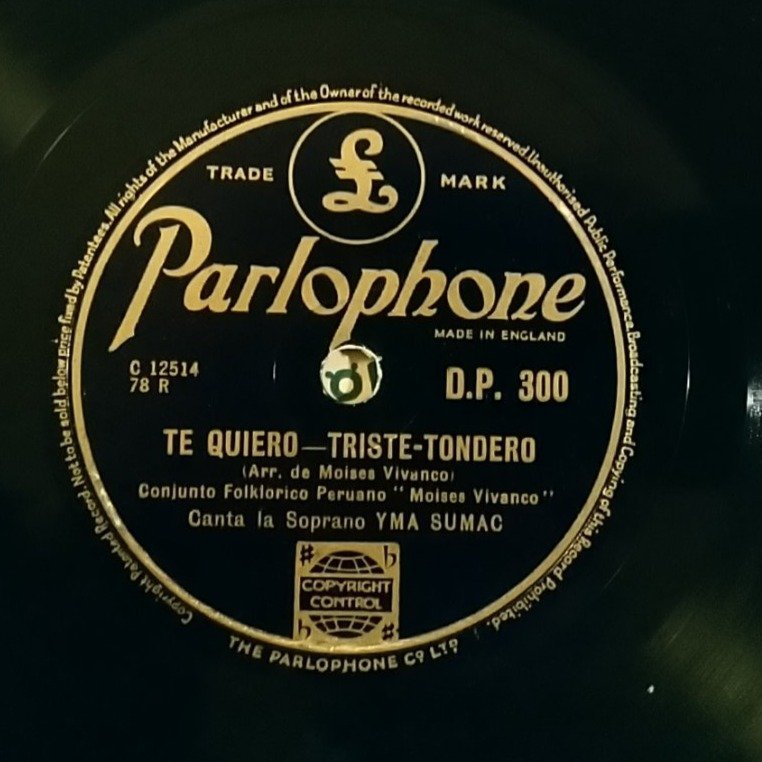 Copyright Patented Record. Not to be sold below price fixed by Patentees. All rights of the Manufacturer and of the Owner of the recorded work reserved. Unauthorised Public Performance, Broadcasting and Copying of this Record Prohibited.
TRADE £ MARK
Parlophone
MADE IN ENGLAND
C 12514
78 R
D.P. 300
TE QUIERO—TRISTE-TONDERO
(Arr. de Moises Vivanco)
Conjunto Folklorico Peruano "Moises Vivanco"
Canta la Soprano YMA SUMAC
COPYRIGHT
CONTROL
THE PARLOPHONE Cº LTº